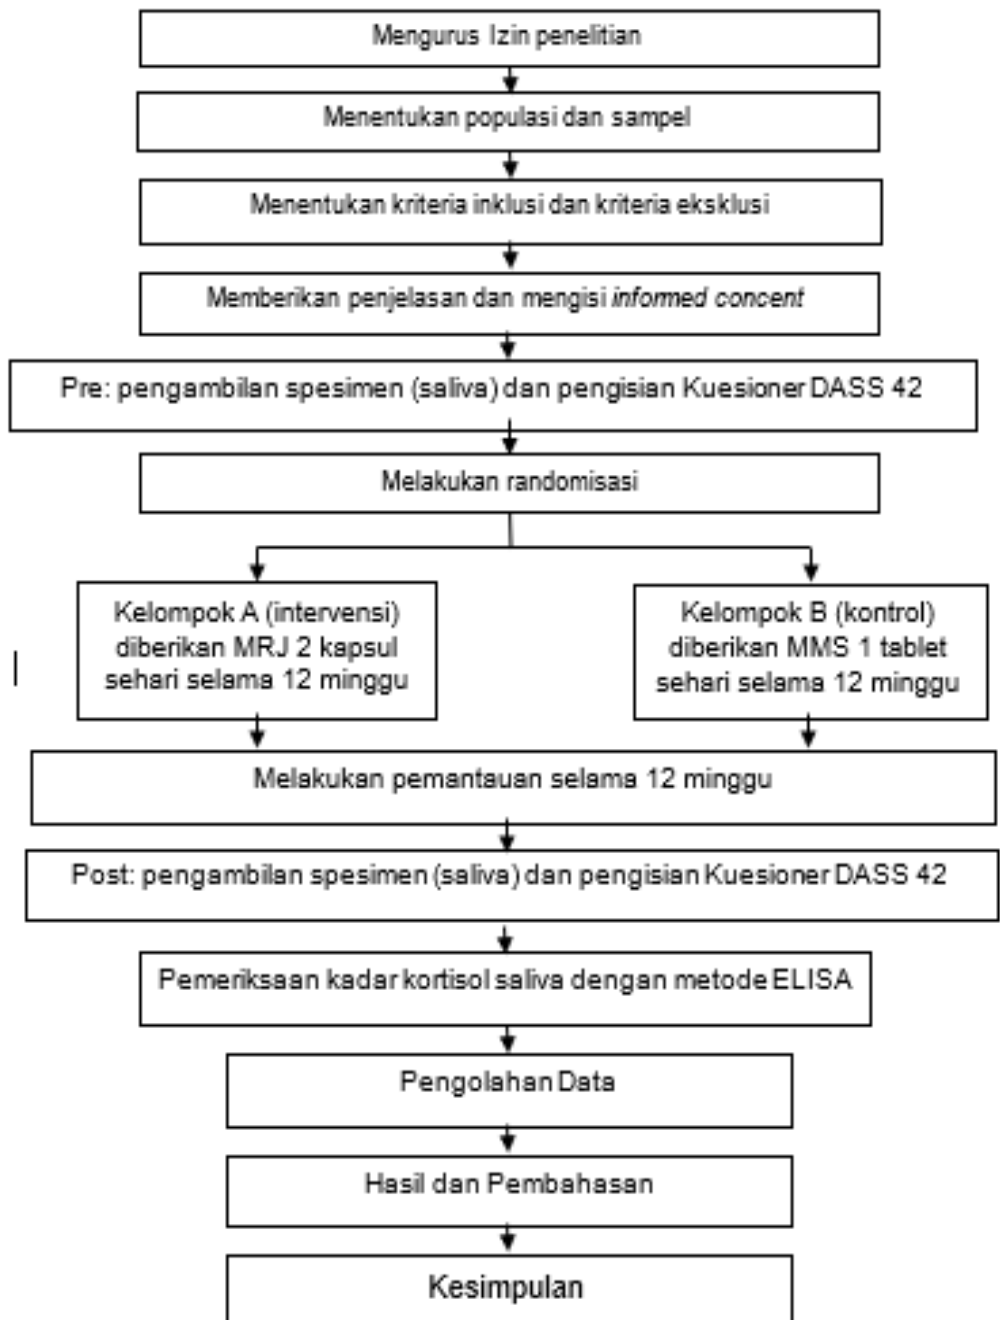 Mengurus Izin penelitian
Menentukan populasi dan sampel
Menentukan kriteria inklusi dan kriteria eksklusi
Memberikan penjelasan dan mengisi informed concent
Pre: pengambilan spesimen (saliva) dan pengisian Kuesioner DASS 42
Melakukan randomisasi
Kelompok A (intervensi)
diberikan MRJ 2 kapsul
sehari selama 12 minggu
Kelompok B (kontrol)
diberikan MMS 1 tablet
sehari selama 12 minggu
Melakukan pemantauan selama 12 minggu
Post: pengambilan spesimen (saliva) dan pengisian Kuesioner DASS 42
Pemeriksaan kadar kortisol saliva dengan metode ELISA
Pengolahan Data
Hasil dan Pembahasan
Kesimpulan